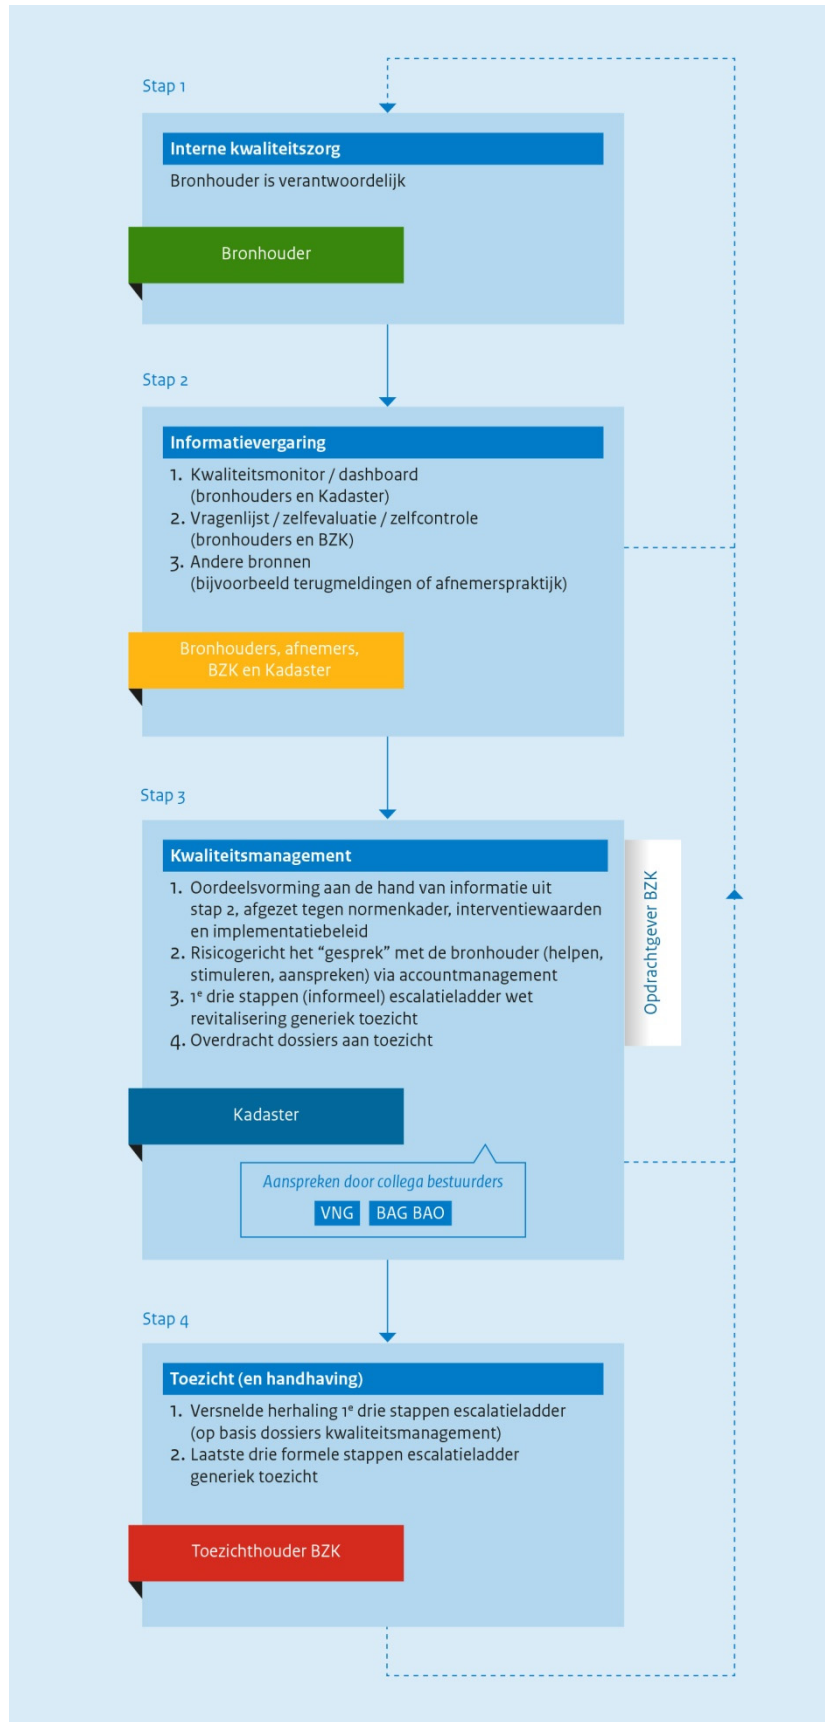 Stap 1
Interne kwaliteitszorg
Bronhouder is verantwoordelijk
Bronhouder
Stap 2
Informatievergaring
1. Kwaliteitsmonitor / dashboard
(bronhouders en Kadaster)
2. Vragenlijst / zelfevaluatie / zelfcontrole
(bronhouders en BZK)
3. Andere bronnen
(bijvoorbeeld terugmeldingen of afnemerspraktijk)
Bronhouders, afnemers,
BZK en Kadaster
Stap 3
Kwaliteitsmanagement
1. Oordeelsvorming aan de hand van informatie uit
stap 2, afgezet tegen normenkader, interventiewaarden
en implementatiebeleid
2. Risicogericht het “gesprek” met de bronhouder (helpen,
stimuleren, aanspreken) via accountmanagement
3. 1ᵉ drie stappen (informeel) escalatieladder wet
revitalisering generiek toezicht
4. Overdracht dossiers aan toezicht
Opdrachtgever BZK
Kadaster
Aanspreken door collega bestuurders
VNG BAG BAO
Stap 4
Toezicht (en handhaving)
1. Versnelde herhaling 1ᵉ drie stappen escalatieladder
(op basis dossiers kwaliteitsmanagement)
2. Laatste drie formele stappen escalatieladder
generiek toezicht
Toezichthouder BZK